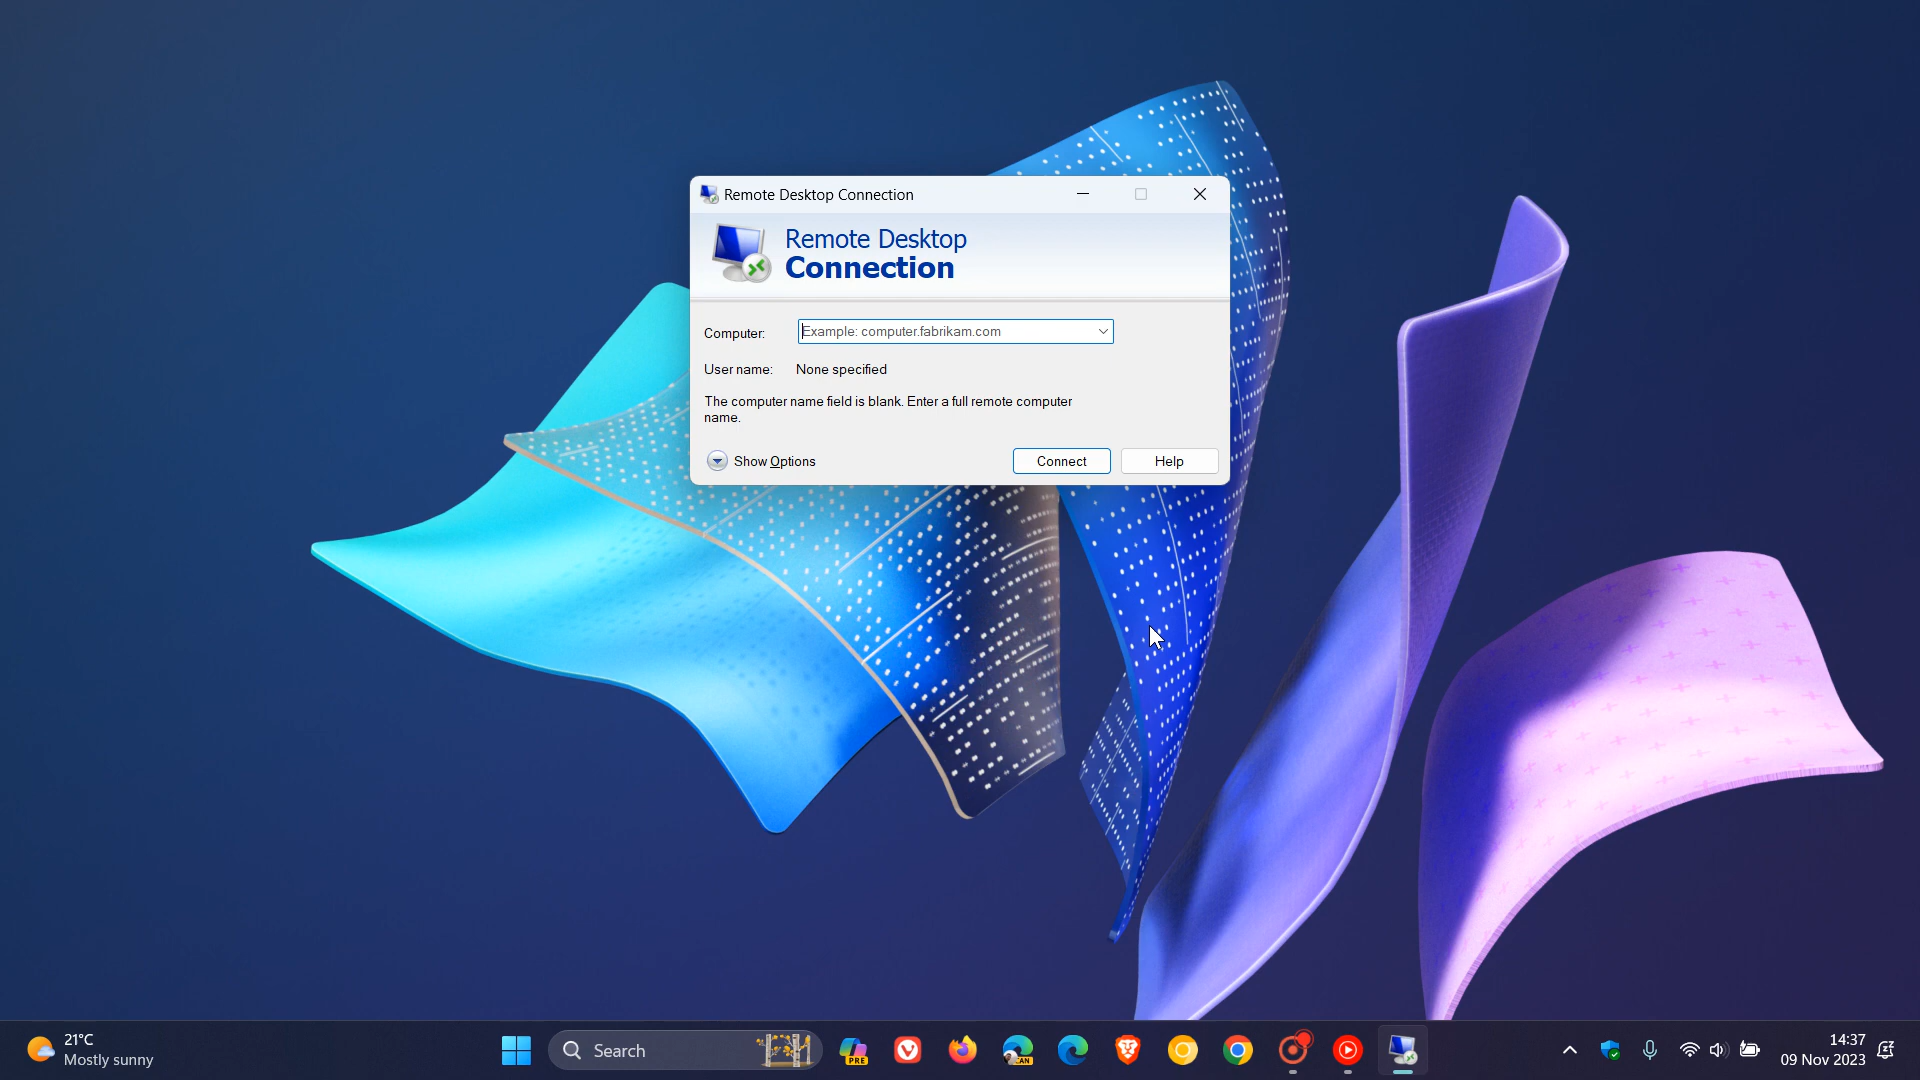 Remote Desktop Connection
Remote Desktop
Connection
Computer:
Example: computer.fabrikam.com
User name:
None specified
The computer name field is blank. Enter a full remote computer
name.
Show Options
Connect
Help
21°C
Mostly sunny
Search
PRE
CAN
14:37
09 Nov 2023